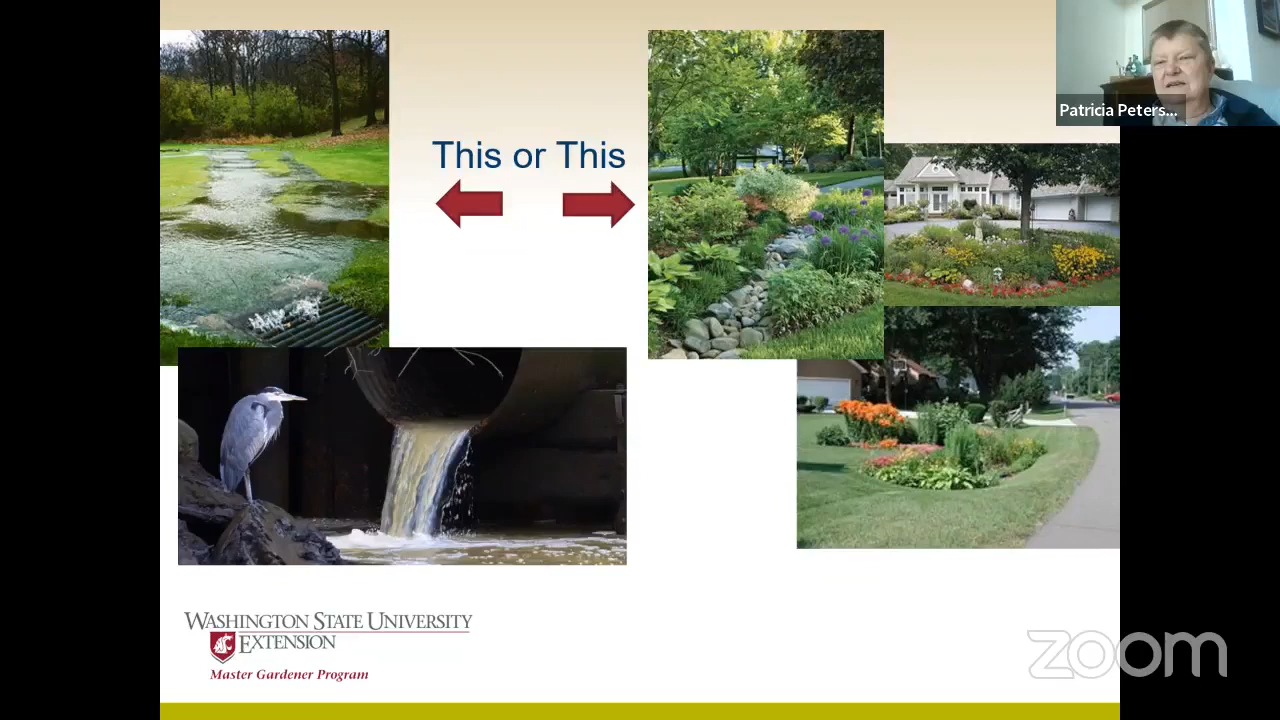 Patricia Peters...
This or This
WASHINGTON STATE UNIVERSITY
EXTENSION
Master Gardener Program
zoom